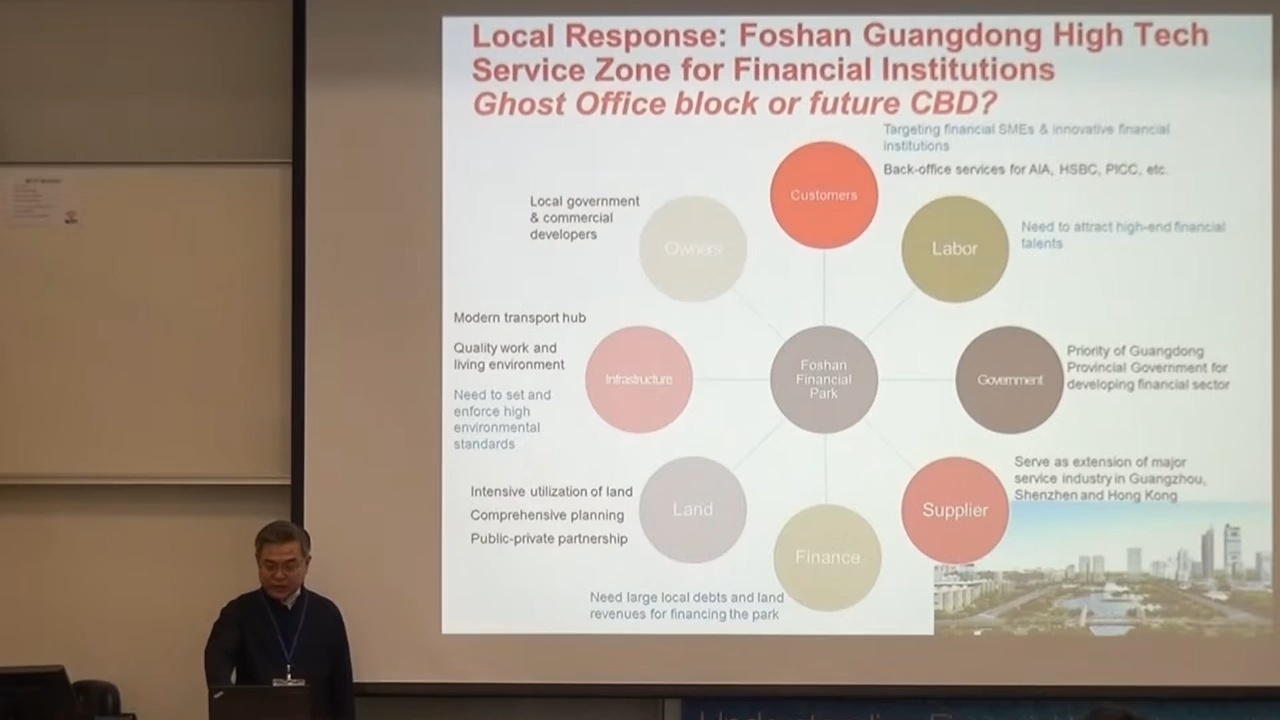 Local Response: Foshan Guangdong High Tech
Service Zone for Financial Institutions
Ghost Office block or future CBD?
Targeting financial SMEs & innovative financial
institutions
Back-office services for AIA, HSBC, PICC, etc.
Customers
Local government
& commercial
developers
Owners
Labor
Need to attract high-end financial
talents
Modern transport hub
Quality work and
living environment
Need to set and
enforce high
environmental
standards
Infrastructure
Foshan
Financial
Park
Government
Priority of Guangdong
Provincial Government for
developing financial sector
Intensive utilization of land
Comprehensive planning
Public-private partnership
Land
Supplier
Serve as extension of major
service industry in Guangzhou,
Shenzhen and Hong Kong
Finance
Need large local debts and land
revenues for financing the park